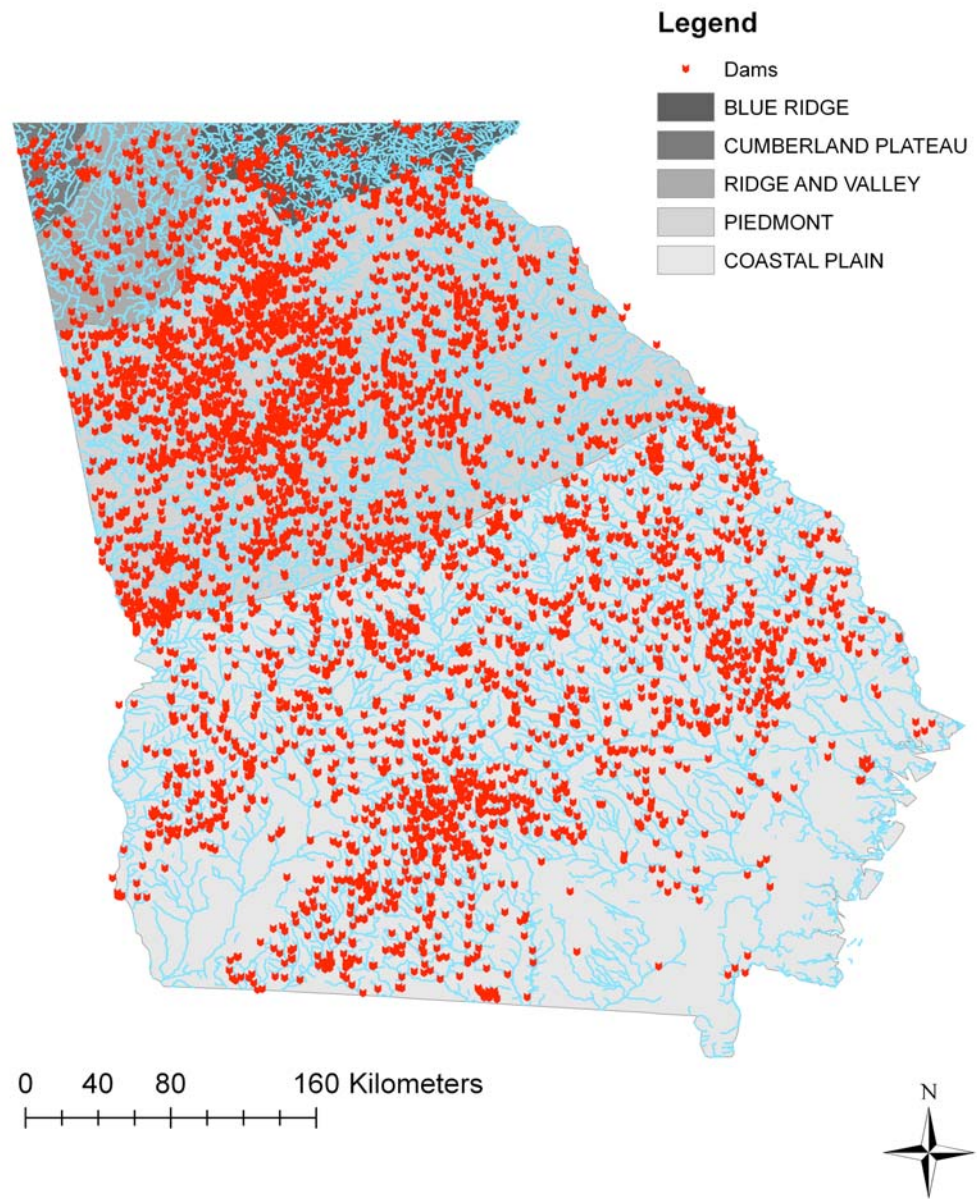 Legend
Dams
BLUE RIDGE
CUMBERLAND PLATEAU
RIDGE AND VALLEY
PIEDMONT
COASTAL PLAIN
0 40 80 160 Kilometers
N